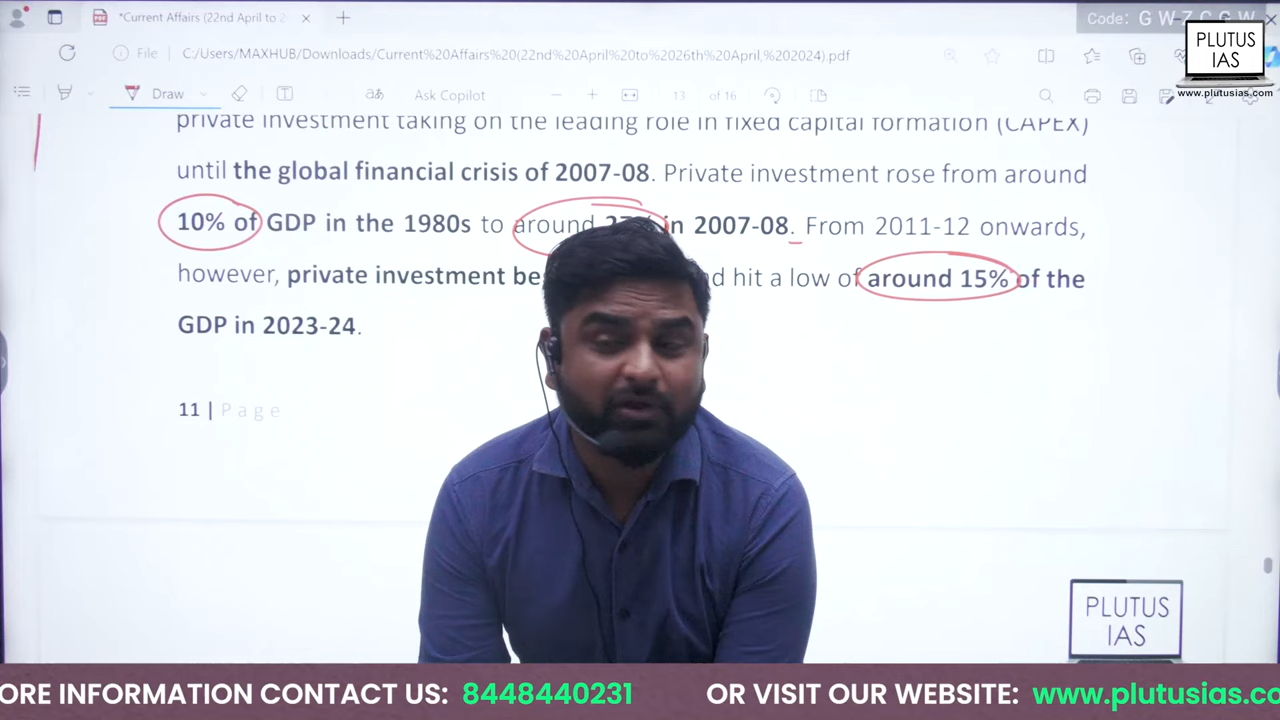 *Current Affairs (22nd April to 2
Code: G W Z C G W
PLUTUS
IAS
www.plutusias.com
File
C:/Users/MAXHUB/Downloads/Current%20Affairs%20(22nd%20April%20to%2026th%20April,%202024).pdf
Draw
Ask Copilot
13 of 16
private investment taking on the leading role in fixed capital formation (CAPEX)
until the global financial crisis of 2007-08. Private investment rose from around
10% of GDP in the 1980s to around in 2007-08. From 2011-12 onwards,
however, private investment be d hit a low of around 15% of the
GDP in 2023-24.
11 | Page
PLUTUS
IAS
ORE INFORMATION CONTACT US: 8448440231 OR VISIT OUR WEBSITE: www.plutusias.co